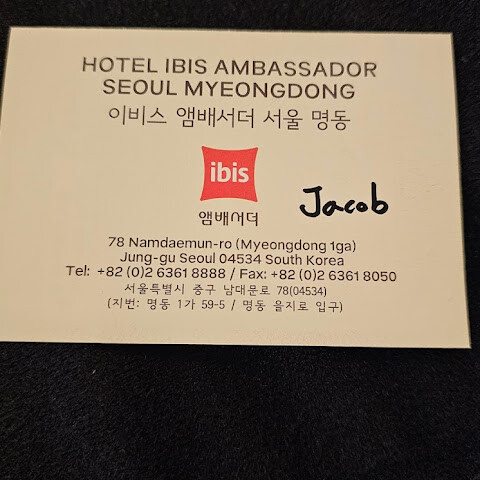 HOTEL IBIS AMBASSADOR
SEOUL MYEONGDONG
이비스 앰배서더 서울 명동
ibis
앰배서더
Jacob
78 Namdaemun-ro (Myeongdong 1ga)
Jung-gu Seoul 04534 South Korea
Tel: +82 (0)2 6361 8888 / Fax: +82 (0)2 6361 8050
서울특별시 중구 남대문로 78(04534)
(지번: 명동 1가 59-5 / 명동 을지로 입구)